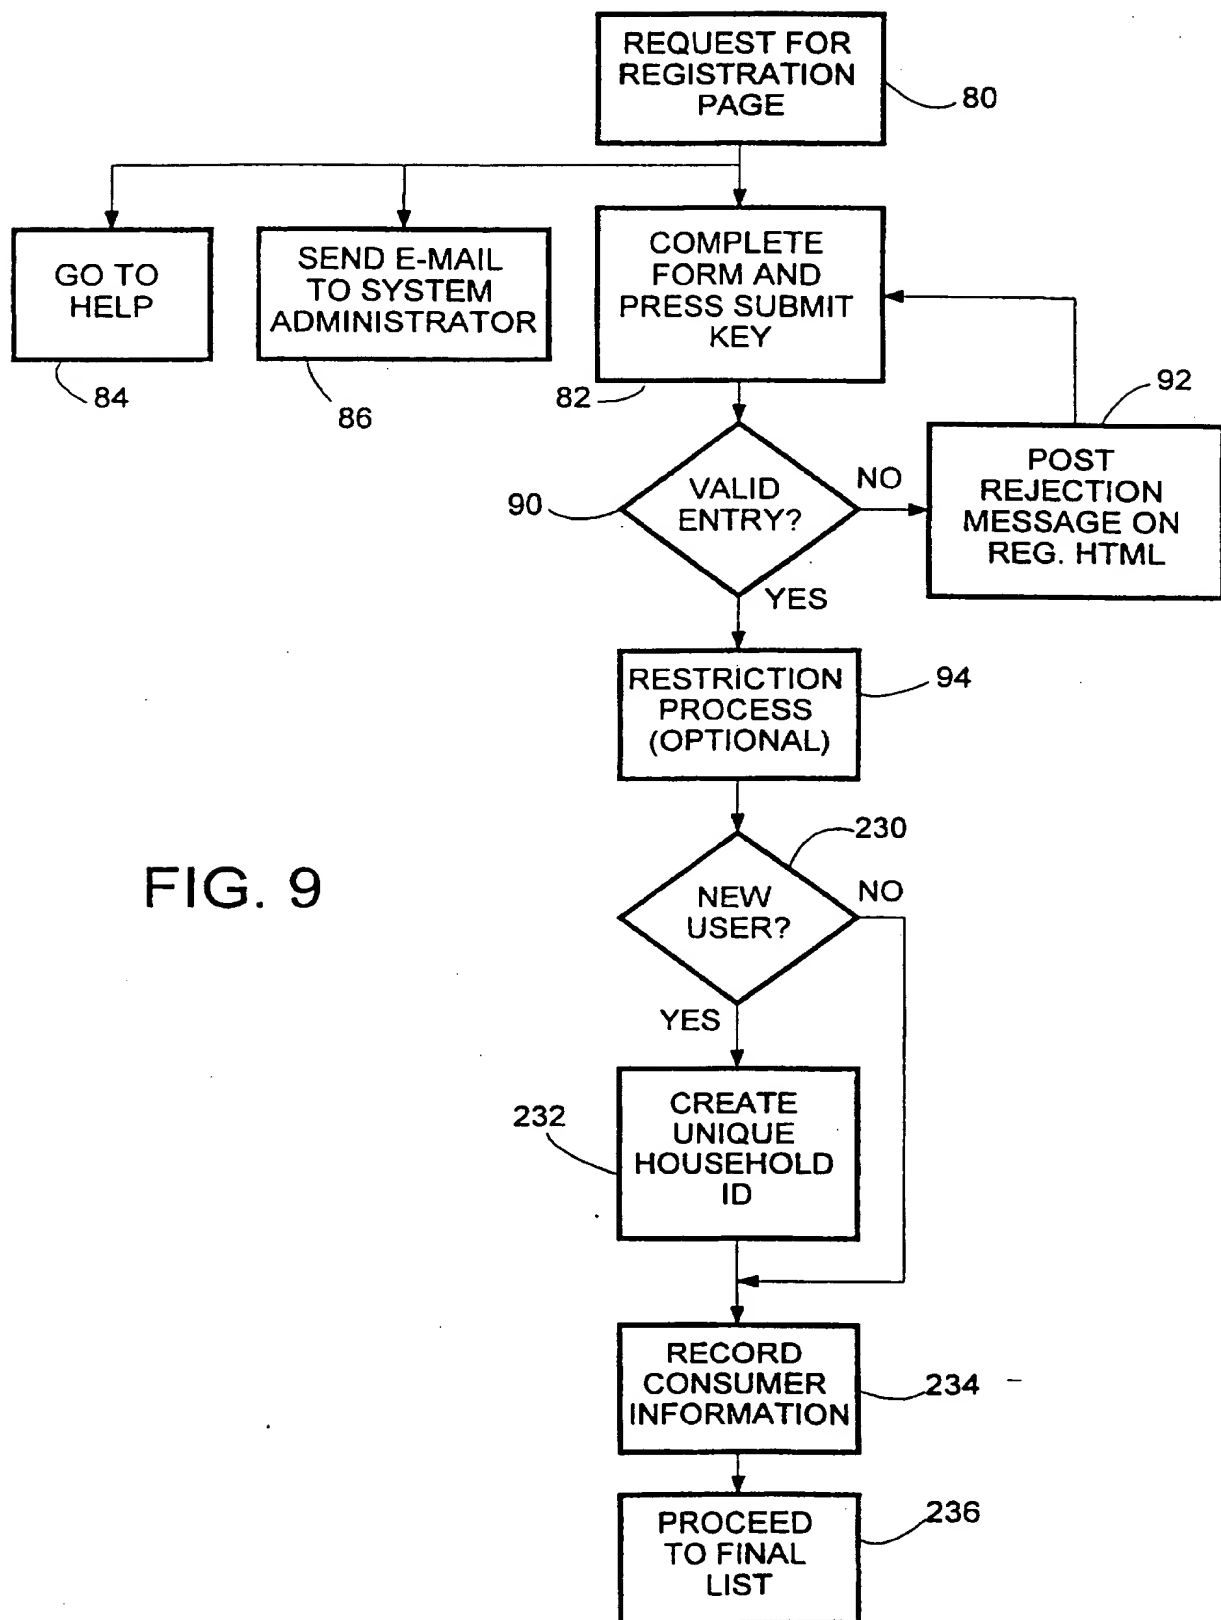 REQUEST FOR
REGISTRATION
PAGE
80
GO TO
HELP
84
SEND E-MAIL
TO SYSTEM
ADMINISTRATOR
86
COMPLETE
FORM AND
PRESS SUBMIT
KEY
82
92
POST
REJECTION
MESSAGE ON
REG. HTML
90
VALID
ENTRY?
NO
YES
RESTRICTION
PROCESS
(OPTIONAL)
94
FIG. 9
230
NEW
USER?
NO
YES
232
CREATE
UNIQUE
HOUSEHOLD
ID
RECORD
CONSUMER
INFORMATION
234
PROCEED
TO FINAL
LIST
236